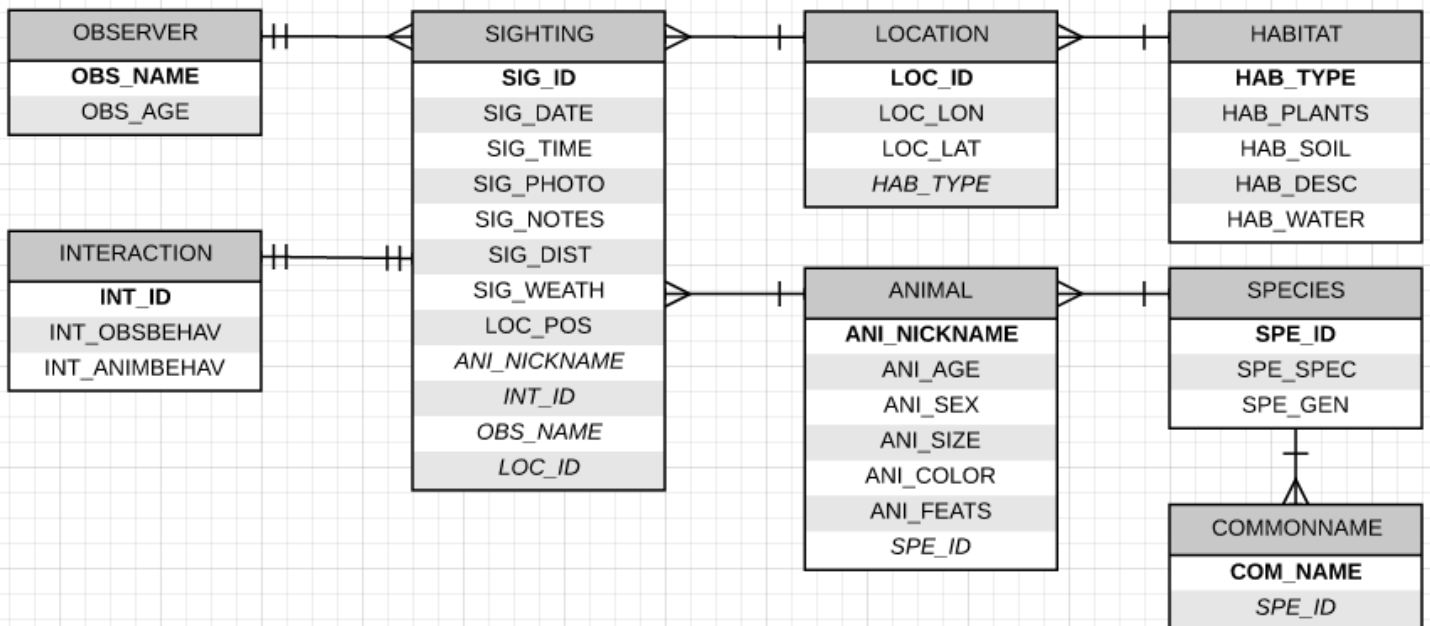 OBSERVER
OBS_NAME
OBS_AGE
SIGHTING
SIG_ID
SIG_DATE
SIG_TIME
SIG_PHOTO
SIG_NOTES
SIG_DIST
SIG_WEATH
LOC_POS
ANI_NICKNAME
INT_ID
OBS_NAME
LOC_ID
LOCATION
LOC_ID
LOC_LON
LOC_LAT
HAB_TYPE
HABITAT
HAB_TYPE
HAB_PLANTS
HAB_SOIL
HAB_DESC
HAB_WATER
INTERACTION
INT_ID
INT_OBSBEHAV
INT_ANIMBEHAV
ANIMAL
ANI_NICKNAME
ANI_AGE
ANI_SEX
ANI_SIZE
ANI_COLOR
ANI_FEATS
SPE_ID
SPECIES
SPE_ID
SPE_SPEC
SPE_GEN
COMMONNAME
COM_NAME
SPE_ID